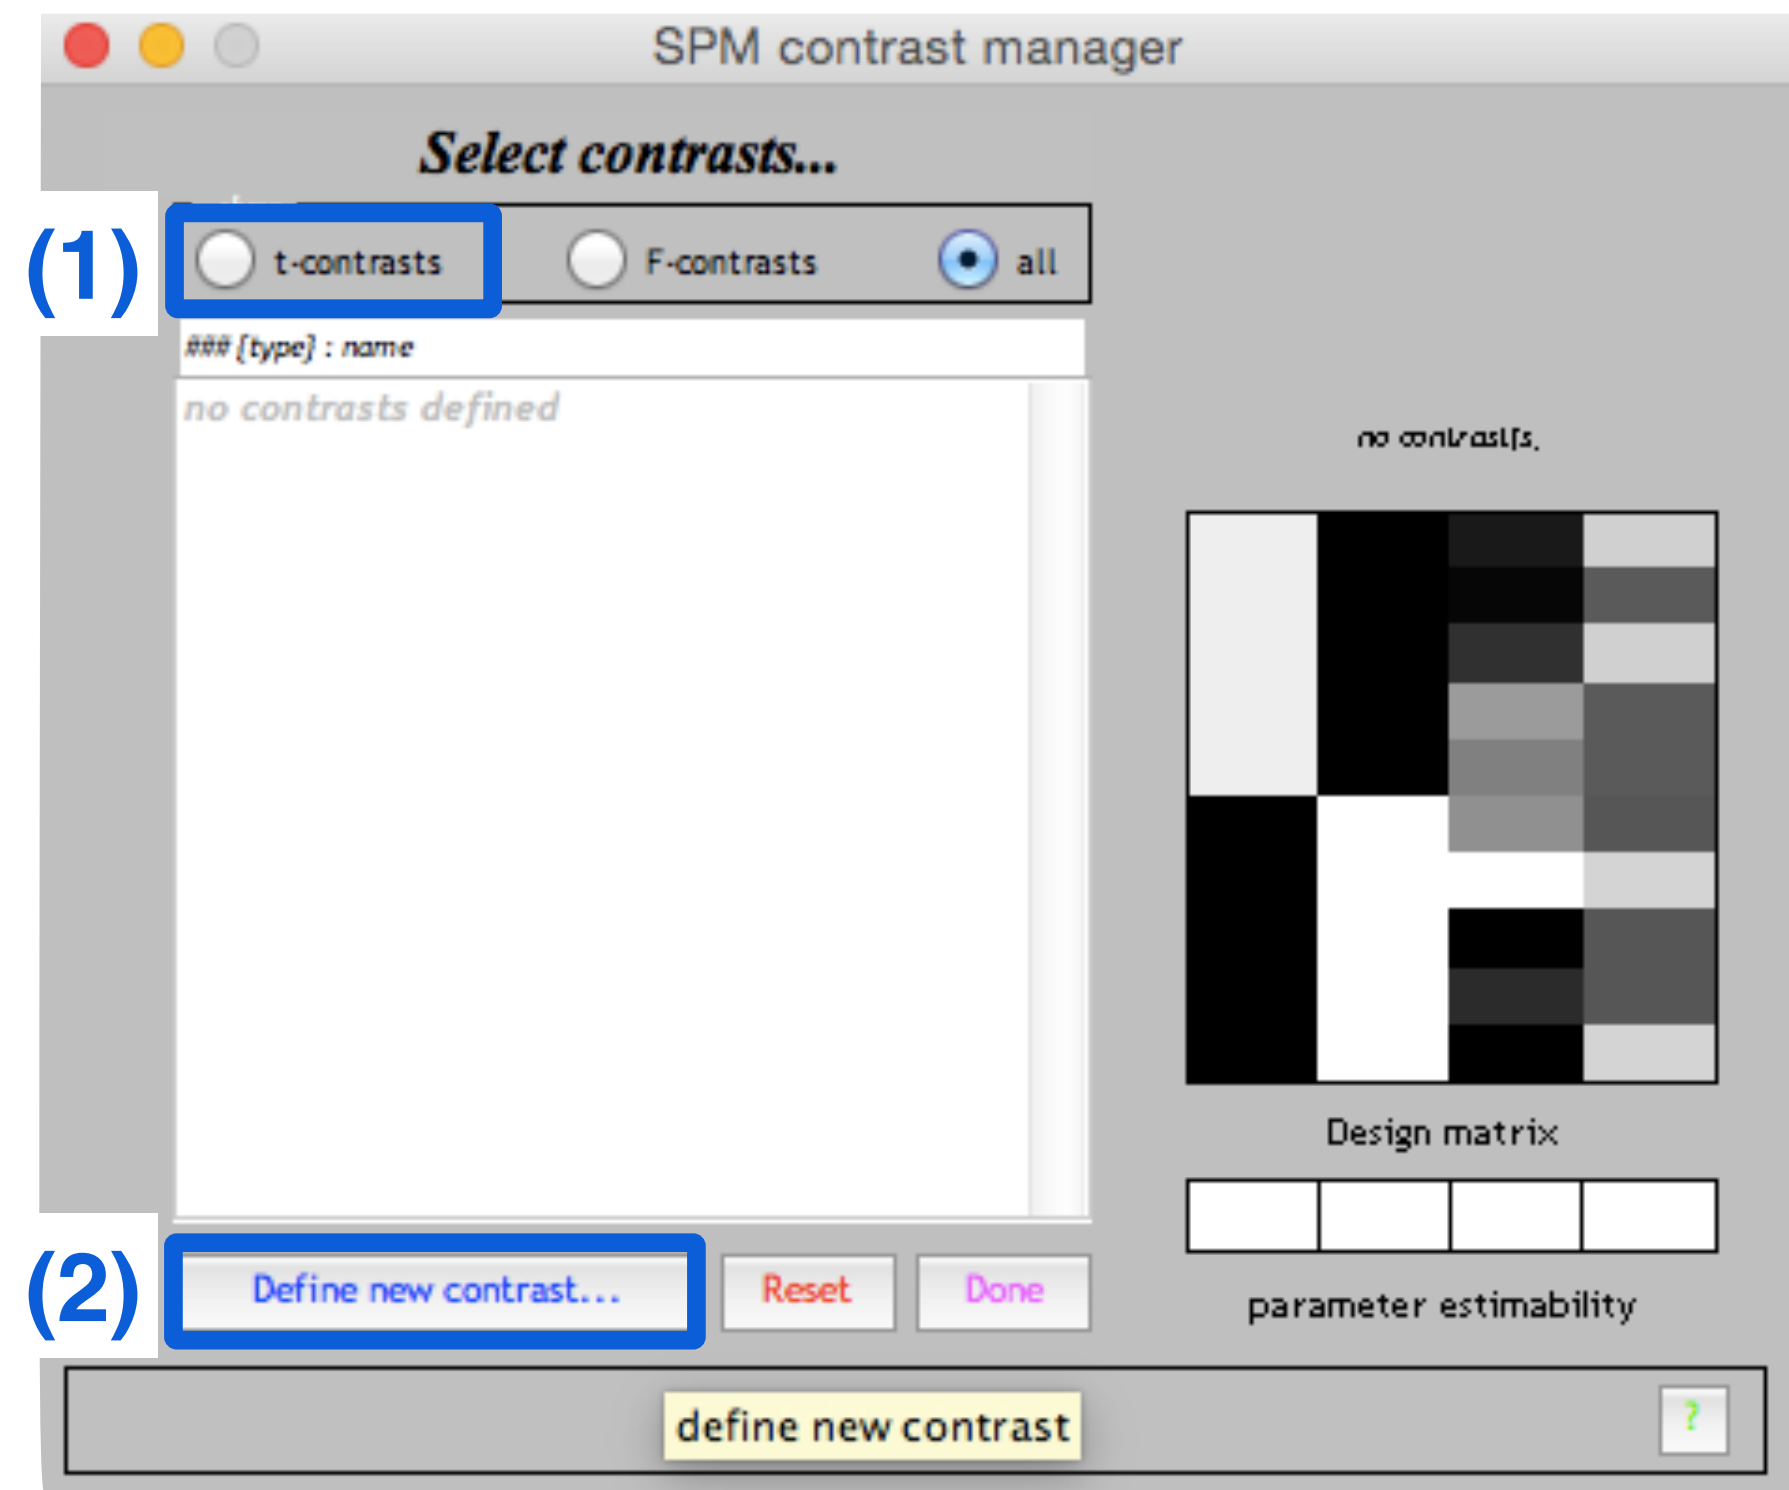 SPM contrast manager
Select contrasts...
(1)
t-contrasts F-contrasts all
### {type} : name
no contrasts defined
no contrast(s)
Design matrix
(2)
Define new contrast... Reset Done
parameter estimability
define new contrast
?